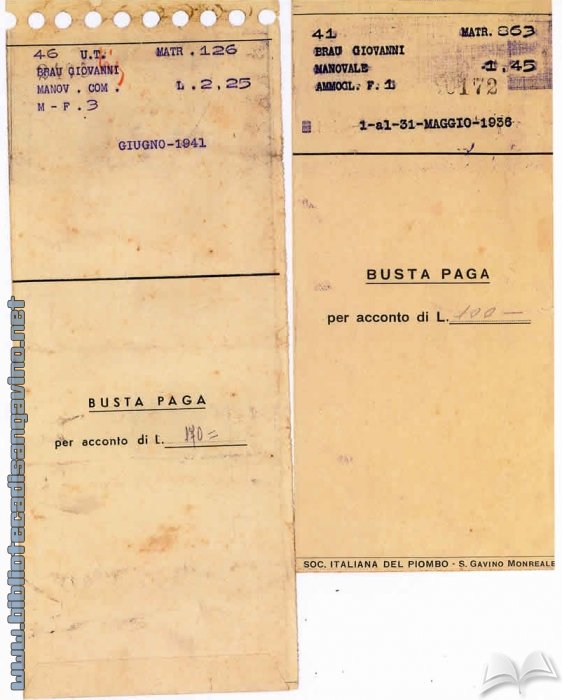 46 U.T. MATR. 126
BRAU GIOVANNI
MANOV. COM. L. 2,25
M-F. 3
GIUGNO-1941
BUSTA PAGA
per acconto di L. 170=
41 MATR. 863
BRAU GIOVANNI
MANOVALE 1,45
AMMOGL. F. 1
172
1-al-31-MAGGIO-1936
BUSTA PAGA
per acconto di L. 100 —
SOC. ITALIANA DEL PIOMBO - S. GAVINO MONREALE
www.bibliotecadisangavino.net